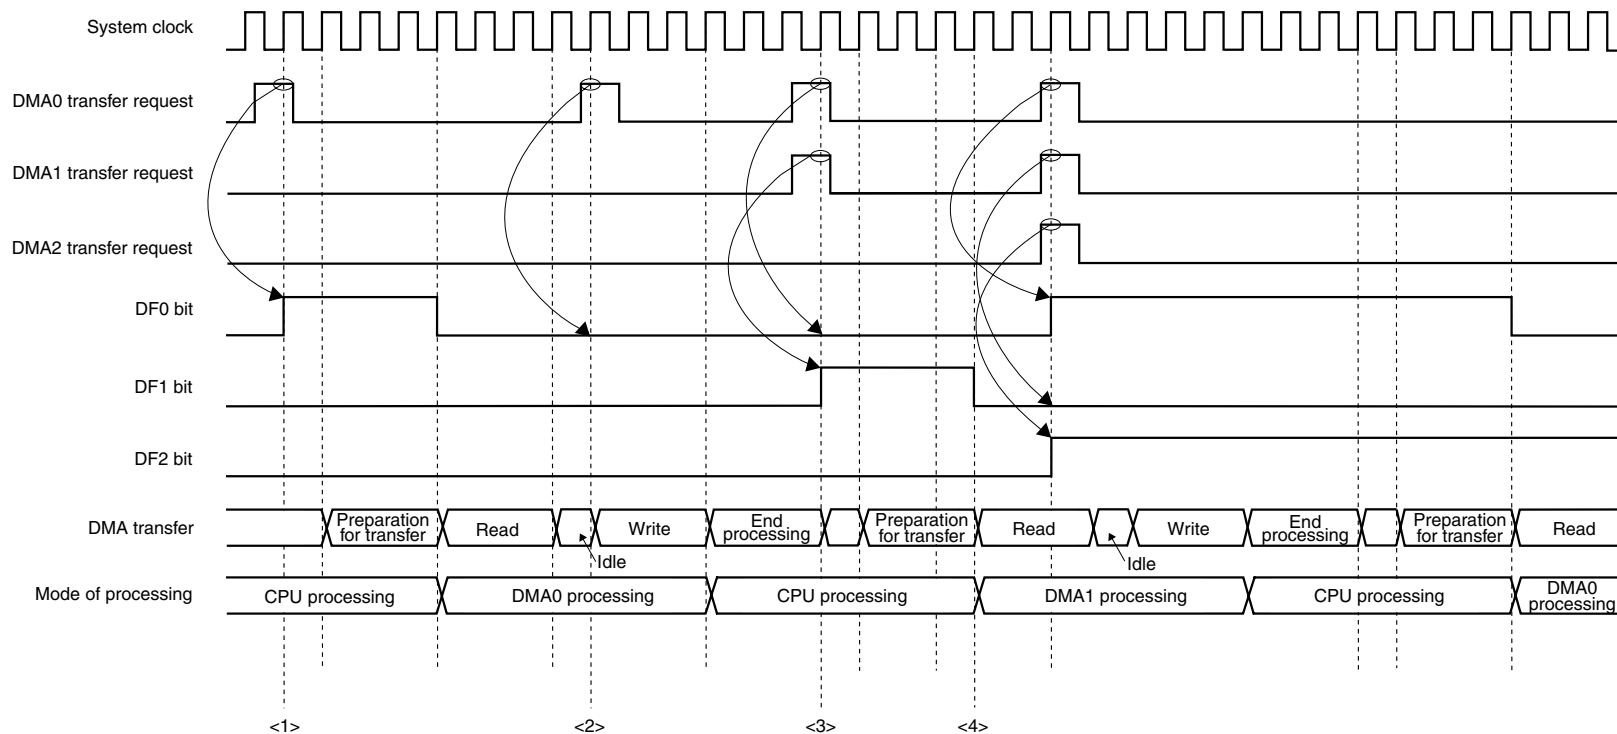 System clock
DMA0 transfer request
DMA1 transfer request
DMA2 transfer request
DF0 bit
DF1 bit
DF2 bit
DMA transfer
Preparation
for transfer
Read
Idle
Write
End
processing
Preparation
for transfer
Read
Idle
Write
End
processing
Preparation
for transfer
Read
Mode of processing
CPU processing
DMA0 processing
CPU processing
DMA1 processing
CPU processing
DMA0
processing
<1>
<2>
<3>
<4>